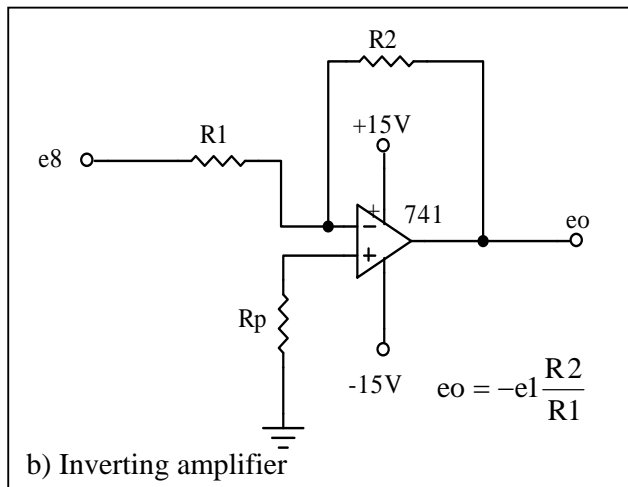 R2
+15V
R1
e8
741
+
−
+
eo
Rp
-15V
eo = −e1 R2/R1
b) Inverting amplifier